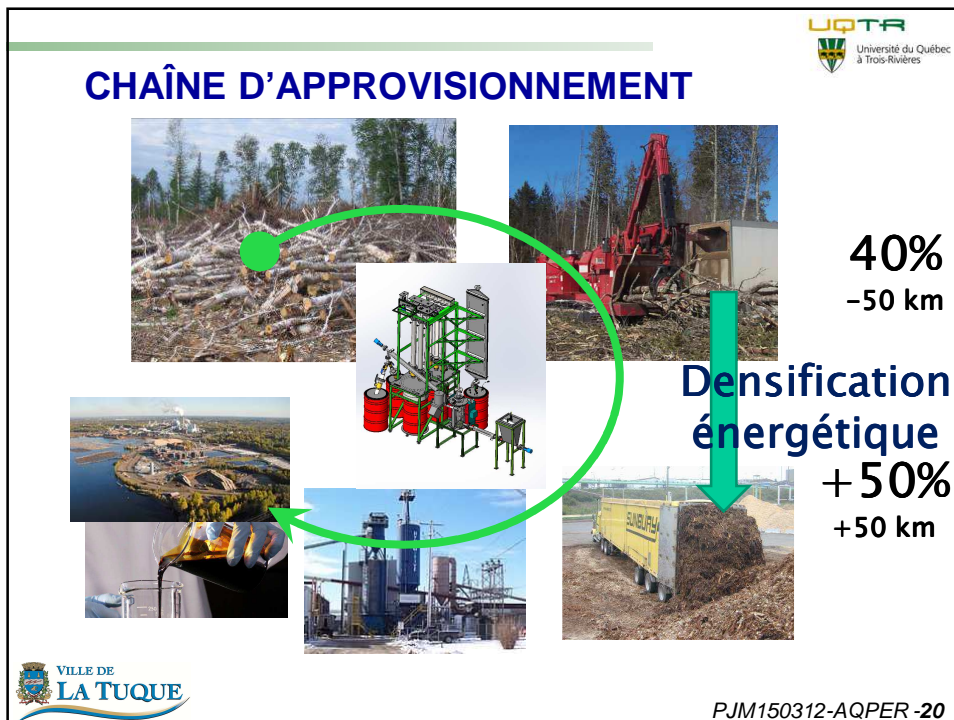 UQTR
Université du Québec
à Trois-Rivières
CHAÎNE D'APPROVISIONNEMENT
40%
-50 km
Densification
énergétique
+50%
+50 km
SUNBURY
VILLE DE
LA TUQUE
PJM150312-AQPER -20